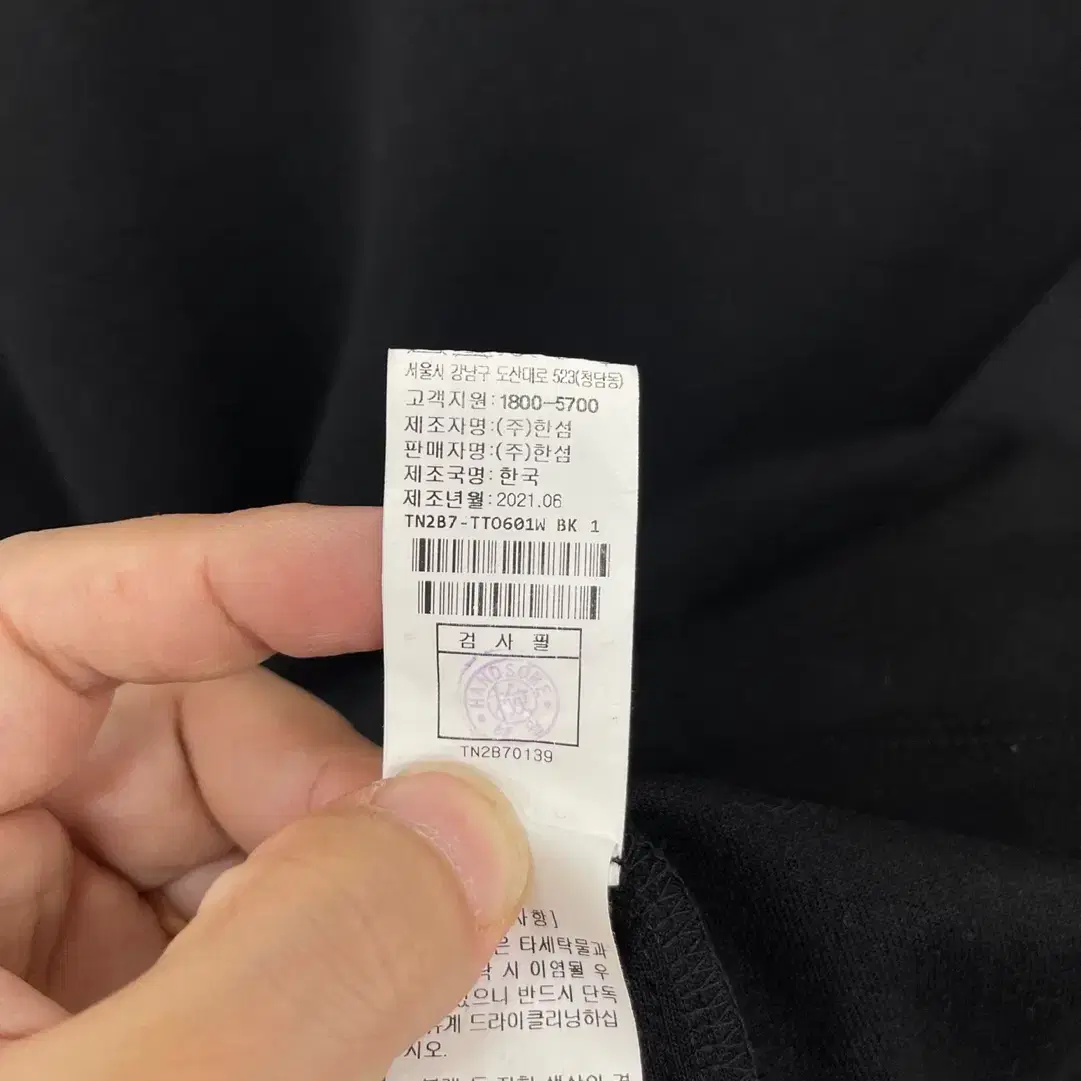 서울시 강남구 도산대로 523(청담동)
고객지원:1800-5700
제조자명:(주)한섬
판매자명:(주)한섬
제조국명:한국
제조년월:2021.06
TN2B7-TTO601W BK 1
검 사 필
HANDSOME
TN2B70139
사항]
은 타세탁물과
시 이염될 우
있으니 반드시 단독
드라이클리닝하십
시오.